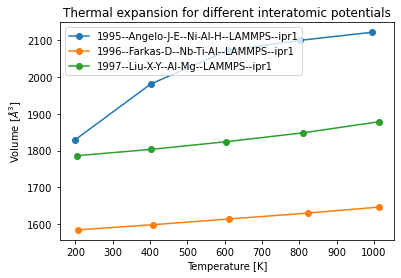 Thermal expansion for different interatomic potentials
1995--Angelo-J-E--Ni-Al-H--LAMMPS--ipr1
1996--Farkas-D--Nb-Ti-Al--LAMMPS--ipr1
1997--Liu-X-Y--Al-Mg--LAMMPS--ipr1
Volume [Å³]
2100
2000
1900
1800
1700
1600
200 300 400 500 600 700 800 900 1000
Temperature [K]